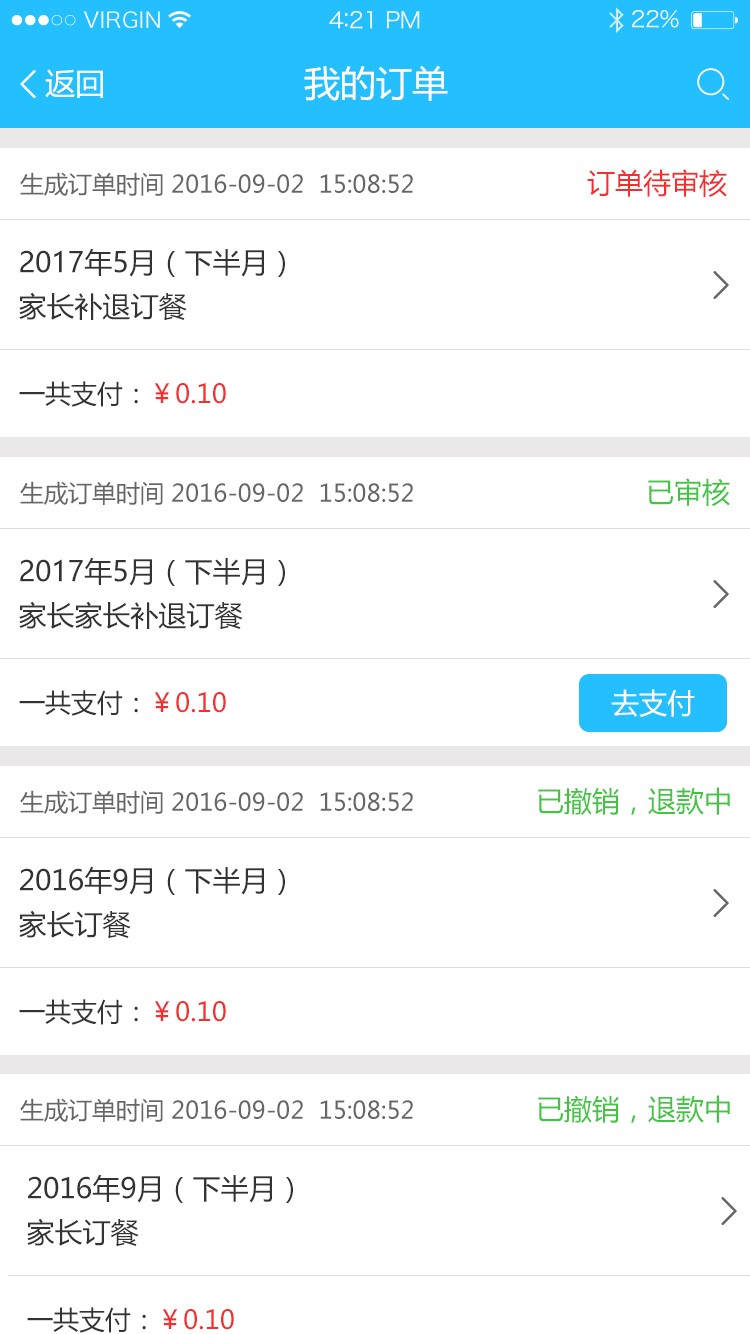 VIRGIN 4:21 PM 22%
返回 我的订单
生成订单时间 2016-09-02 15:08:52 订单待审核
2017年5月（下半月）
家长补退订餐
一共支付：¥0.10
生成订单时间 2016-09-02 15:08:52 已审核
2017年5月（下半月）
家长家长补退订餐
一共支付：¥0.10 去支付
生成订单时间 2016-09-02 15:08:52 已撤销，退款中
2016年9月（下半月）
家长订餐
一共支付：¥0.10
生成订单时间 2016-09-02 15:08:52 已撤销，退款中
2016年9月（下半月）
家长订餐
一共支付：¥0.10